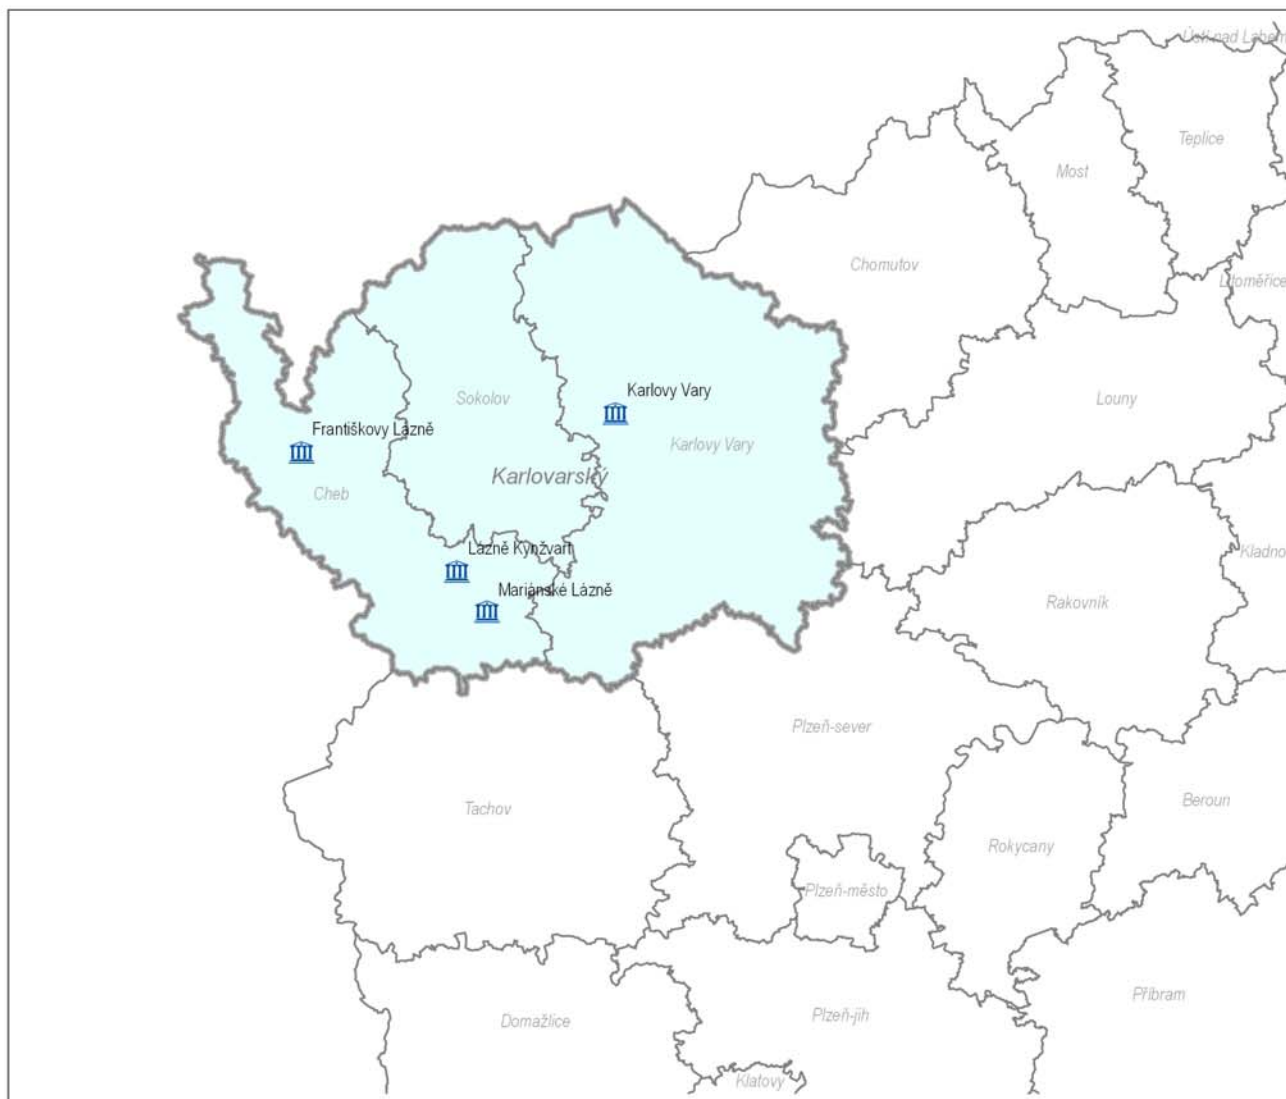 Ústí nad Labem
Teplice
Most
Chomutov
Litoměřice
Karlovy Vary
Sokolov
Louny
Františkovy Lázně
Karlovy Vary
Karlovarský
Cheb
Lázně Kynžvart
Kladno
Mariánské Lázně
Rakovník
Plzeň-sever
Tachov
Beroun
Rokycany
Plzeň-město
Příbram
Plzeň-jih
Domažlice
Klatovy